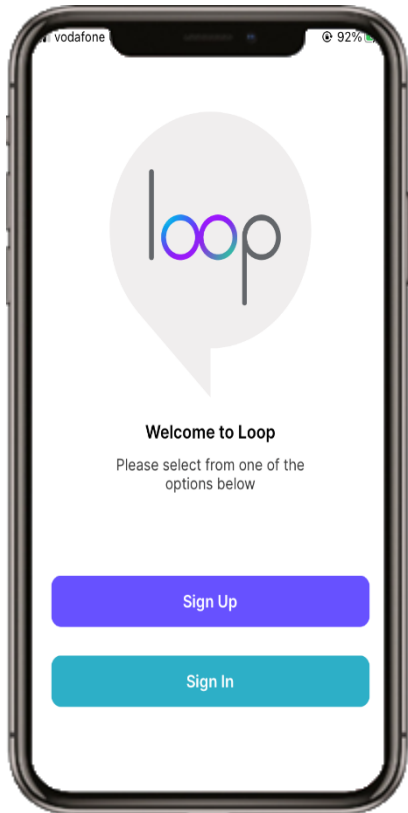 vodafone
92%
loop
Welcome to Loop
Please select from one of the
options below
Sign Up
Sign In